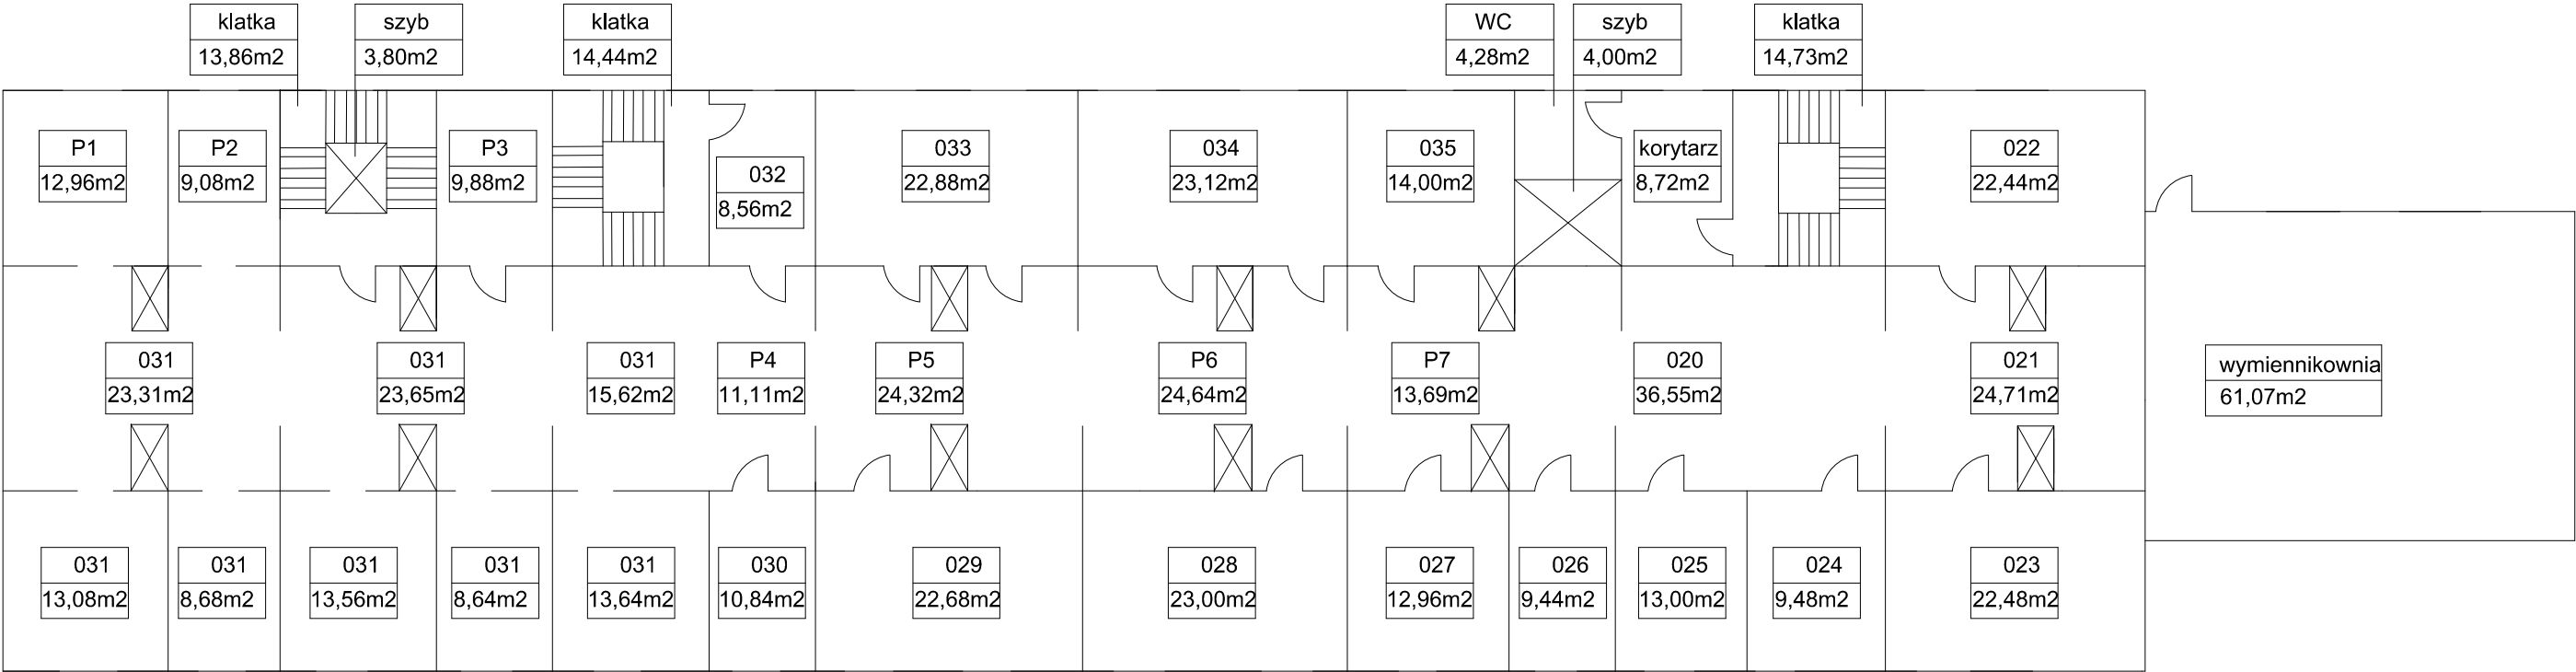 klatka
13,86m2
szyb
3,80m2
klatka
14,44m2
WC
4,28m2
szyb
4,00m2
klatka
14,73m2
P1
12,96m2
P2
9,08m2
P3
9,88m2
032
8,56m2
033
22,88m2
034
23,12m2
035
14,00m2
korytarz
8,72m2
022
22,44m2
031
23,31m2
031
23,65m2
031
15,62m2
P4
11,11m2
P5
24,32m2
P6
24,64m2
P7
13,69m2
020
36,55m2
021
24,71m2
wymiennikownia
61,07m2
031
13,08m2
031
8,68m2
031
13,56m2
031
8,64m2
031
13,64m2
030
10,84m2
029
22,68m2
028
23,00m2
027
12,96m2
026
9,44m2
025
13,00m2
024
9,48m2
023
22,48m2